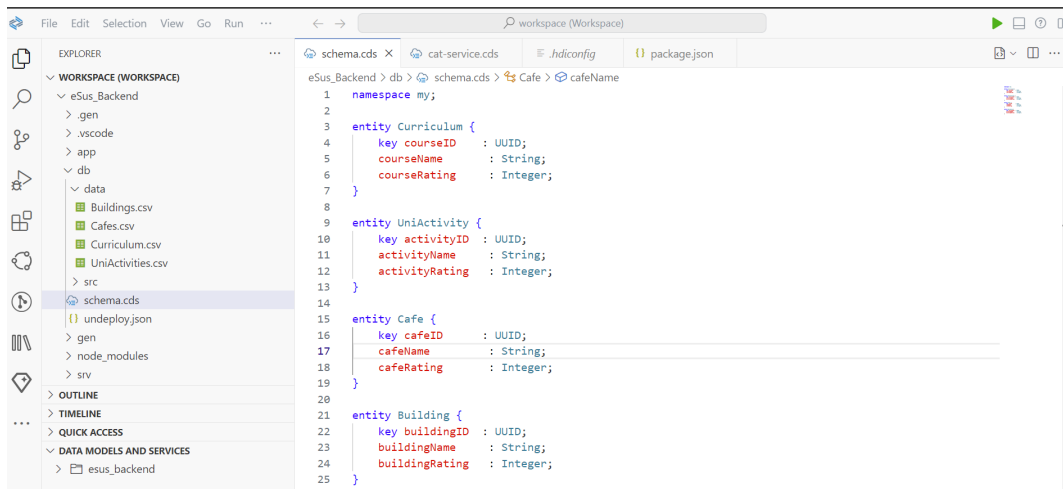 File Edit Selection View Go Run ···
workspace (Workspace)
EXPLORER ···
WORKSPACE (WORKSPACE)
eSus_Backend
.gen
.vscode
app
db
data
Buildings.csv
Cafes.csv
Curriculum.csv
UniActivities.csv
src
schema.cds
undeploy.json
gen
node_modules
srv
OUTLINE
TIMELINE
QUICK ACCESS
DATA MODELS AND SERVICES
esus_backend
schema.cds cat-service.cds .hdiconfig {} package.json
eSus_Backend > db > schema.cds > Cafe > cafeName
1 namespace my;
2
3 entity Curriculum {
4 key courseID : UUID;
5 courseName : String;
6 courseRating : Integer;
7 }
8
9 entity UniActivity {
10 key activityID : UUID;
11 activityName : String;
12 activityRating : Integer;
13 }
14
15 entity Cafe {
16 key cafeID : UUID;
17 cafeName : String;
18 cafeRating : Integer;
19 }
20
21 entity Building {
22 key buildingID : UUID;
23 buildingName : String;
24 buildingRating : Integer;
25 }